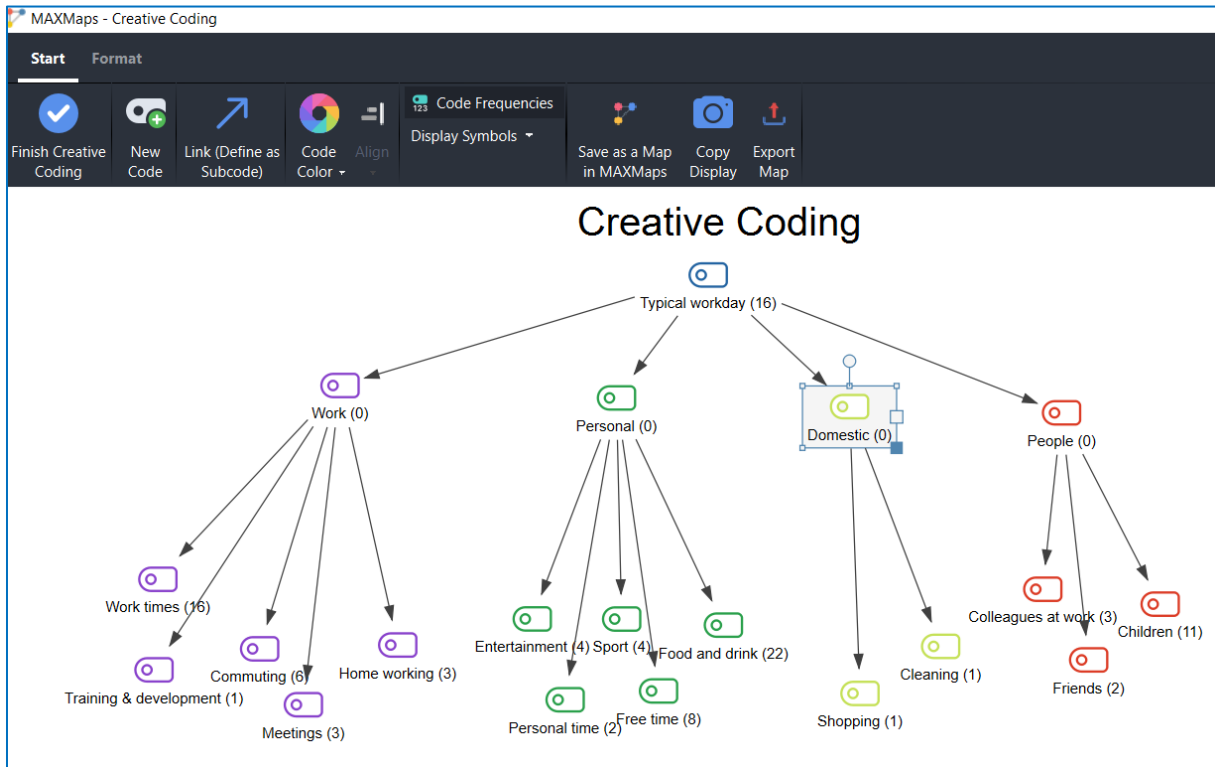 MAXMaps - Creative Coding
Start
Format
Finish Creative
Coding
New
Code
Link (Define as
Subcode)
Code
Color
Align
123
Code Frequencies
Display Symbols
Save as a Map
in MAXMaps
Copy
Display
Export
Map
Creative Coding
Typical workday (16)
Work (0)
Personal (0)
Domestic (0)
People (0)
Work times (16)
Training & development (1)
Commuting (6)
Meetings (3)
Home working (3)
Entertainment (4)
Personal time (2)
Sport (4)
Free time (8)
Food and drink (22)
Shopping (1)
Cleaning (1)
Colleagues at work (3)
Friends (2)
Children (11)